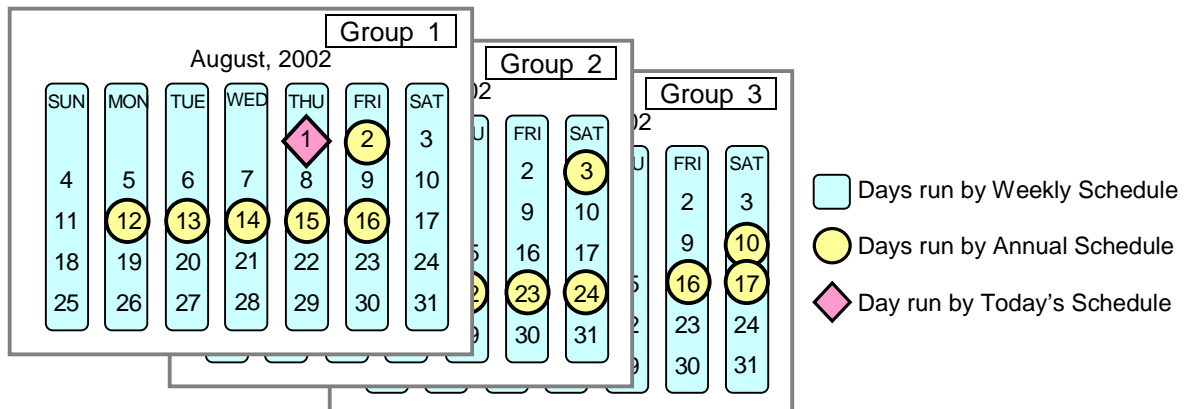 Group 1
August, 2002
SUN MON TUE WED THU FRI SAT
1 2 3
4 5 6 7 8 9 10
11 12 13 14 15 16 17
18 19 20 21 22 23 24
25 26 27 28 29 30 31
Group 2
02
U FRI SAT
2 3
9 10
16 17
23 24
30 31
Group 3
02
U FRI SAT
2 3
9 10
16 17
23 24
30 31
Days run by Weekly Schedule
Days run by Annual Schedule
Day run by Today's Schedule